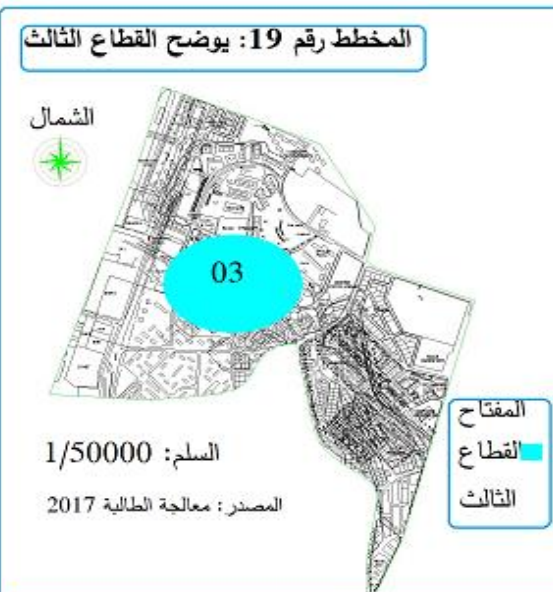 المخطط رقم 19: يوضح القطاع الثالث
الشمال
03
المفتاح
القطاع
الثالث
السلم: 1/50000
المصدر: معالجة الطالبة 2017